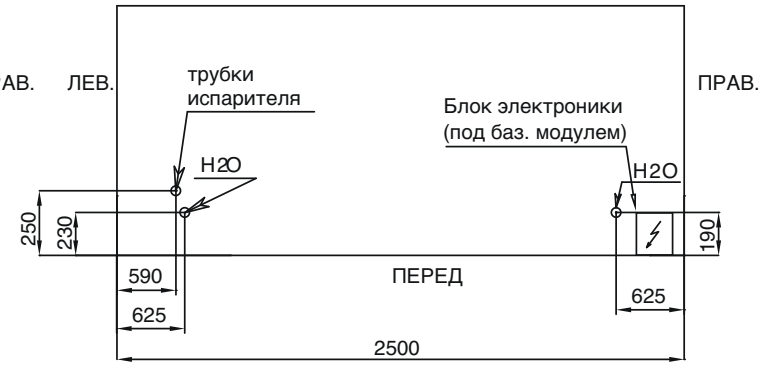 АВ.
ЛЕВ.
ПРАВ.
трубки
испарителя
Блок электроники
(под баз. модулем)
H2O
H2O
250
230
190
590
ПЕРЕД
625
625
2500